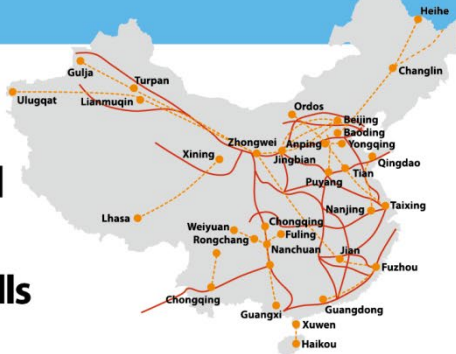 Heihe
Changlin
Gulja
Turpan
Ulugqat
Lianmuqin
Ordos
Beijing
Baoding
Zhongwei
Anping
Yongqing
Jingbian
Xining
Qingdao
Tian
Puyang
Lhasa
Nanjing
Taixing
Weiyuan
Chongqing
Fuling
Rongchang
Nanchuan
Jian
Fuzhou
lls
Chongqing
Guangxi
Guangdong
Xuwen
Haikou